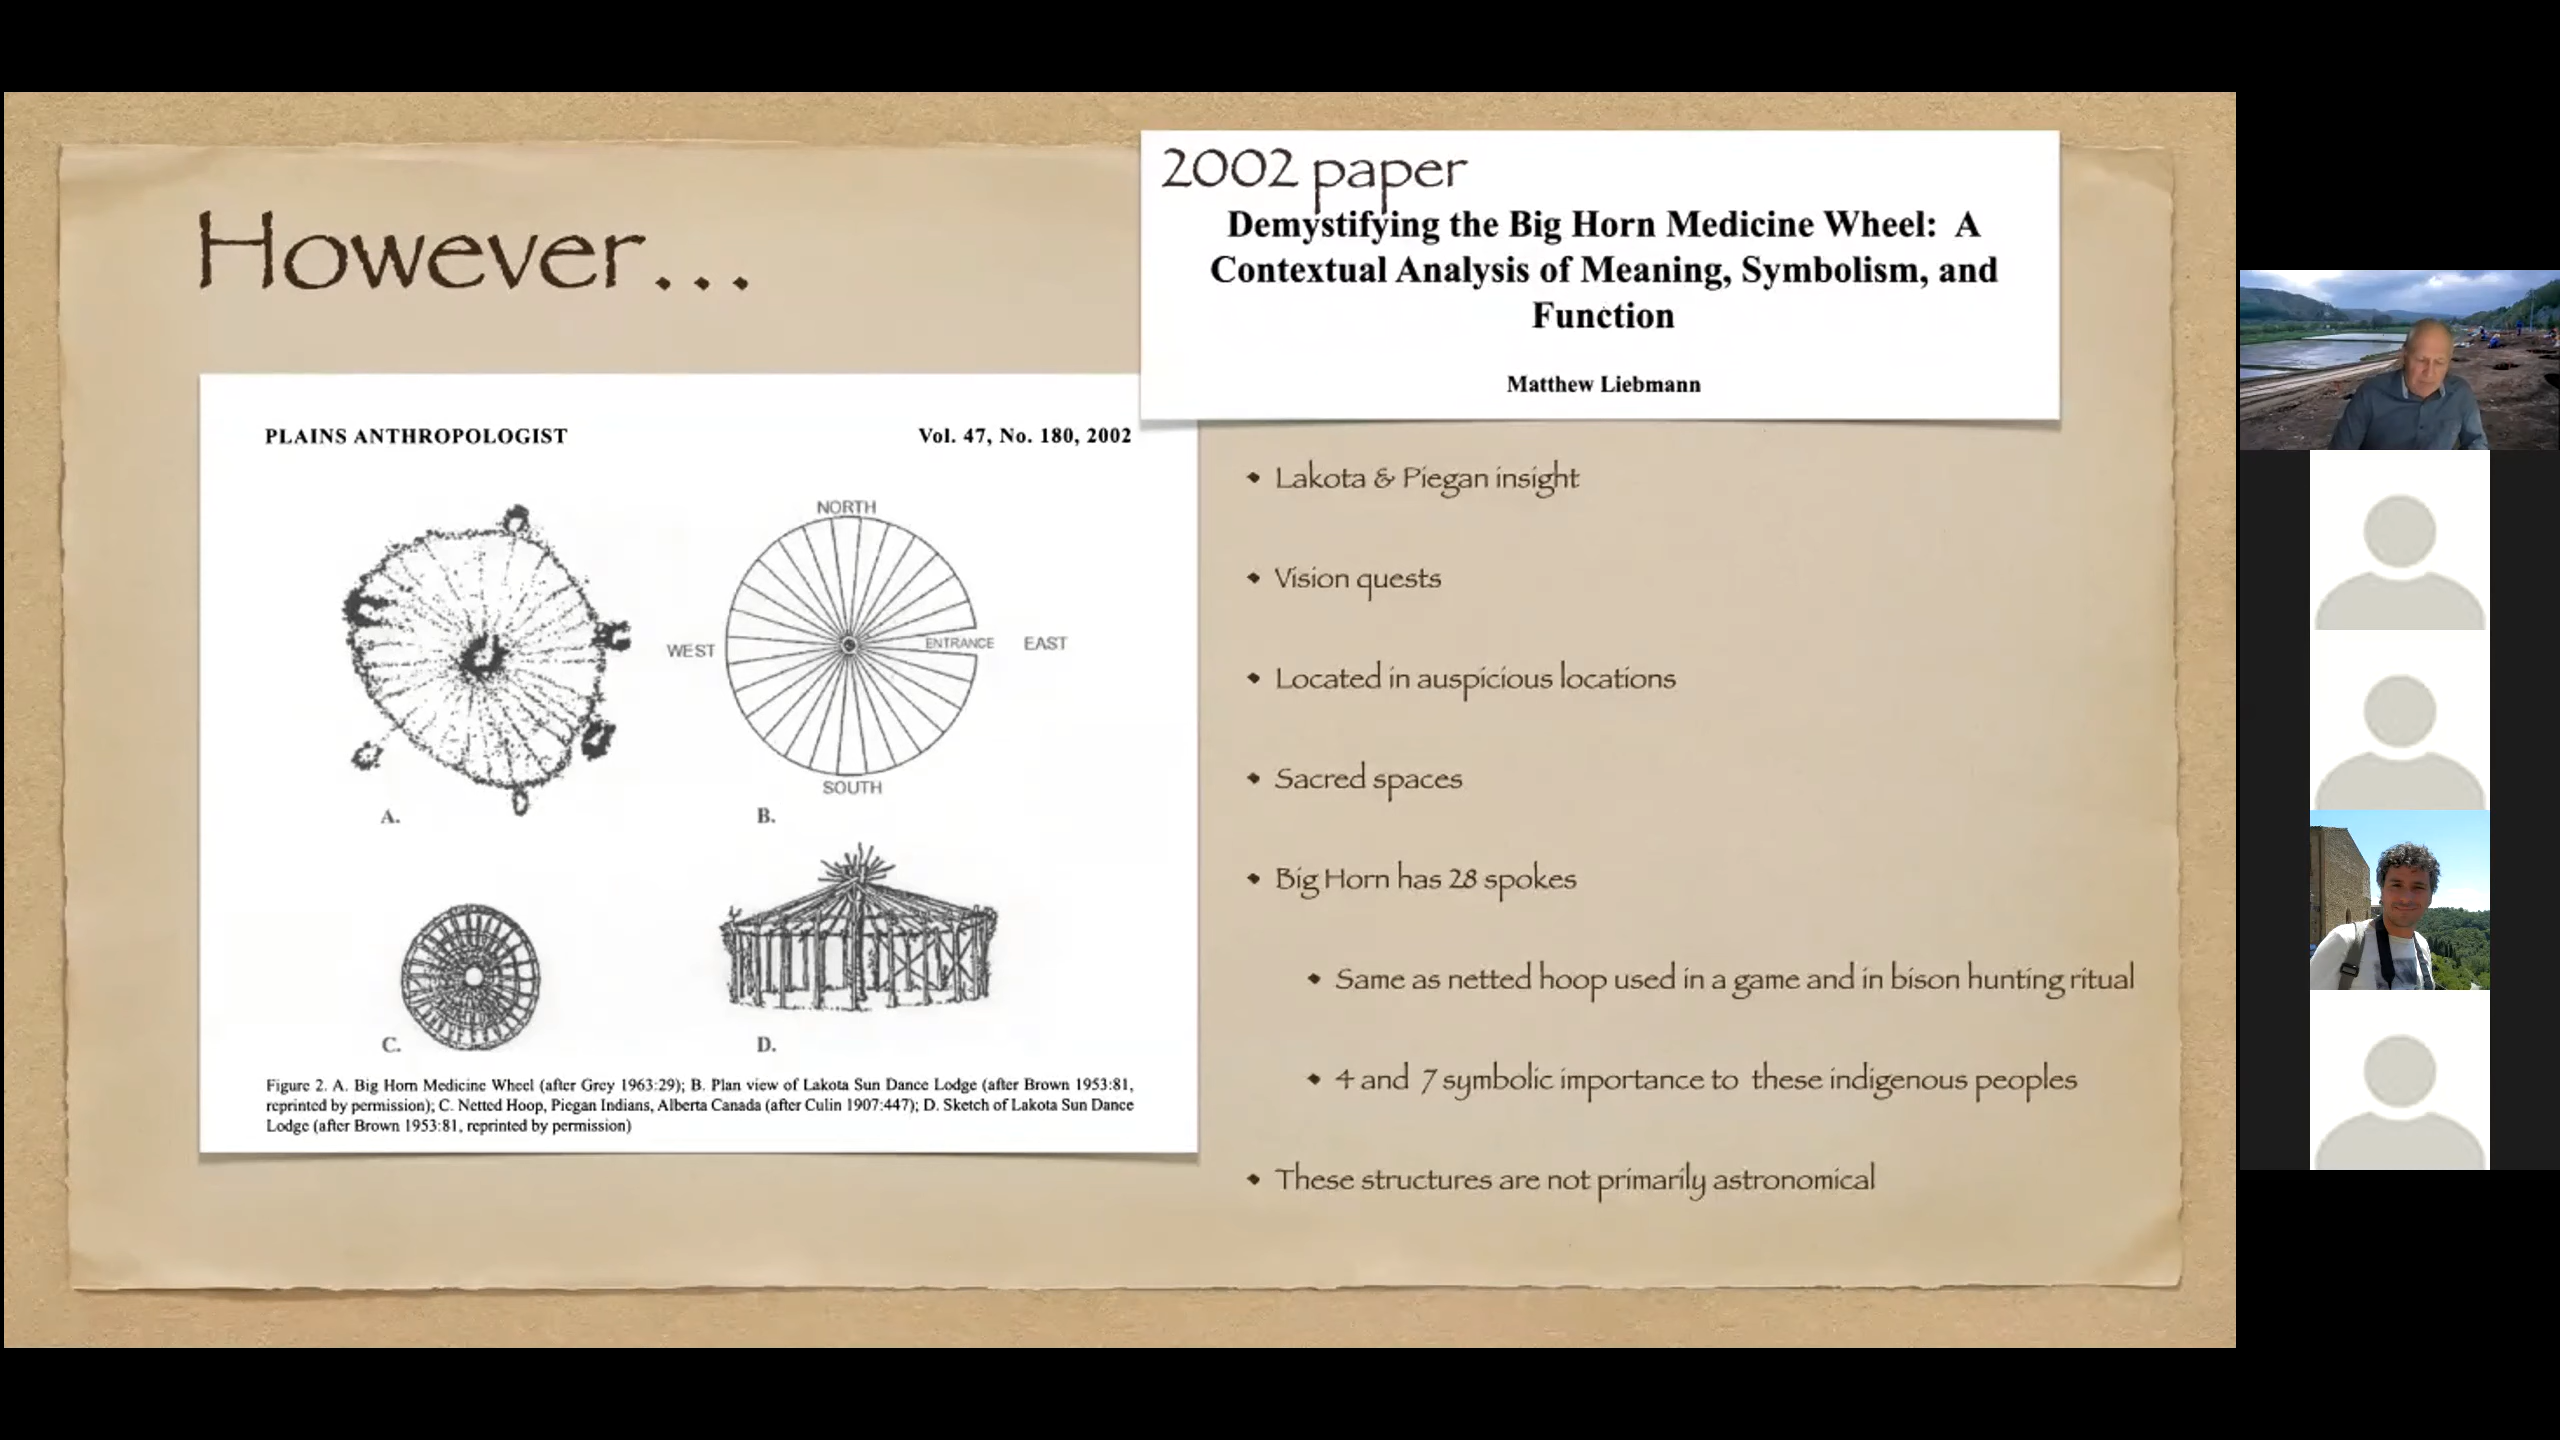 However...
2002 paper
Demystifying the Big Horn Medicine Wheel: A
Contextual Analysis of Meaning, Symbolism, and
Function
Matthew Liebmann
PLAINS ANTHROPOLOGIST
Vol. 47, No. 180, 2002
NORTH
WEST
ENTRANCE
EAST
SOUTH
A.
B.
C.
D.
Figure 2. A. Big Horn Medicine Wheel (after Grey 1963:29); B. Plan view of Lakota Sun Dance Lodge (after Brown 1953:81,
reprinted by permission); C. Netted Hoop, Piegan Indians, Alberta Canada (after Culin 1907:447); D. Sketch of Lakota Sun Dance
Lodge (after Brown 1953:81, reprinted by permission)
• Lakota & Piegan insight
• Vision quests
• Located in auspicious locations
• Sacred spaces
• Big Horn has 28 spokes
• Same as netted hoop used in a game and in bison hunting ritual
• 4 and 7 symbolic importance to these indigenous peoples
• These structures are not primarily astronomical